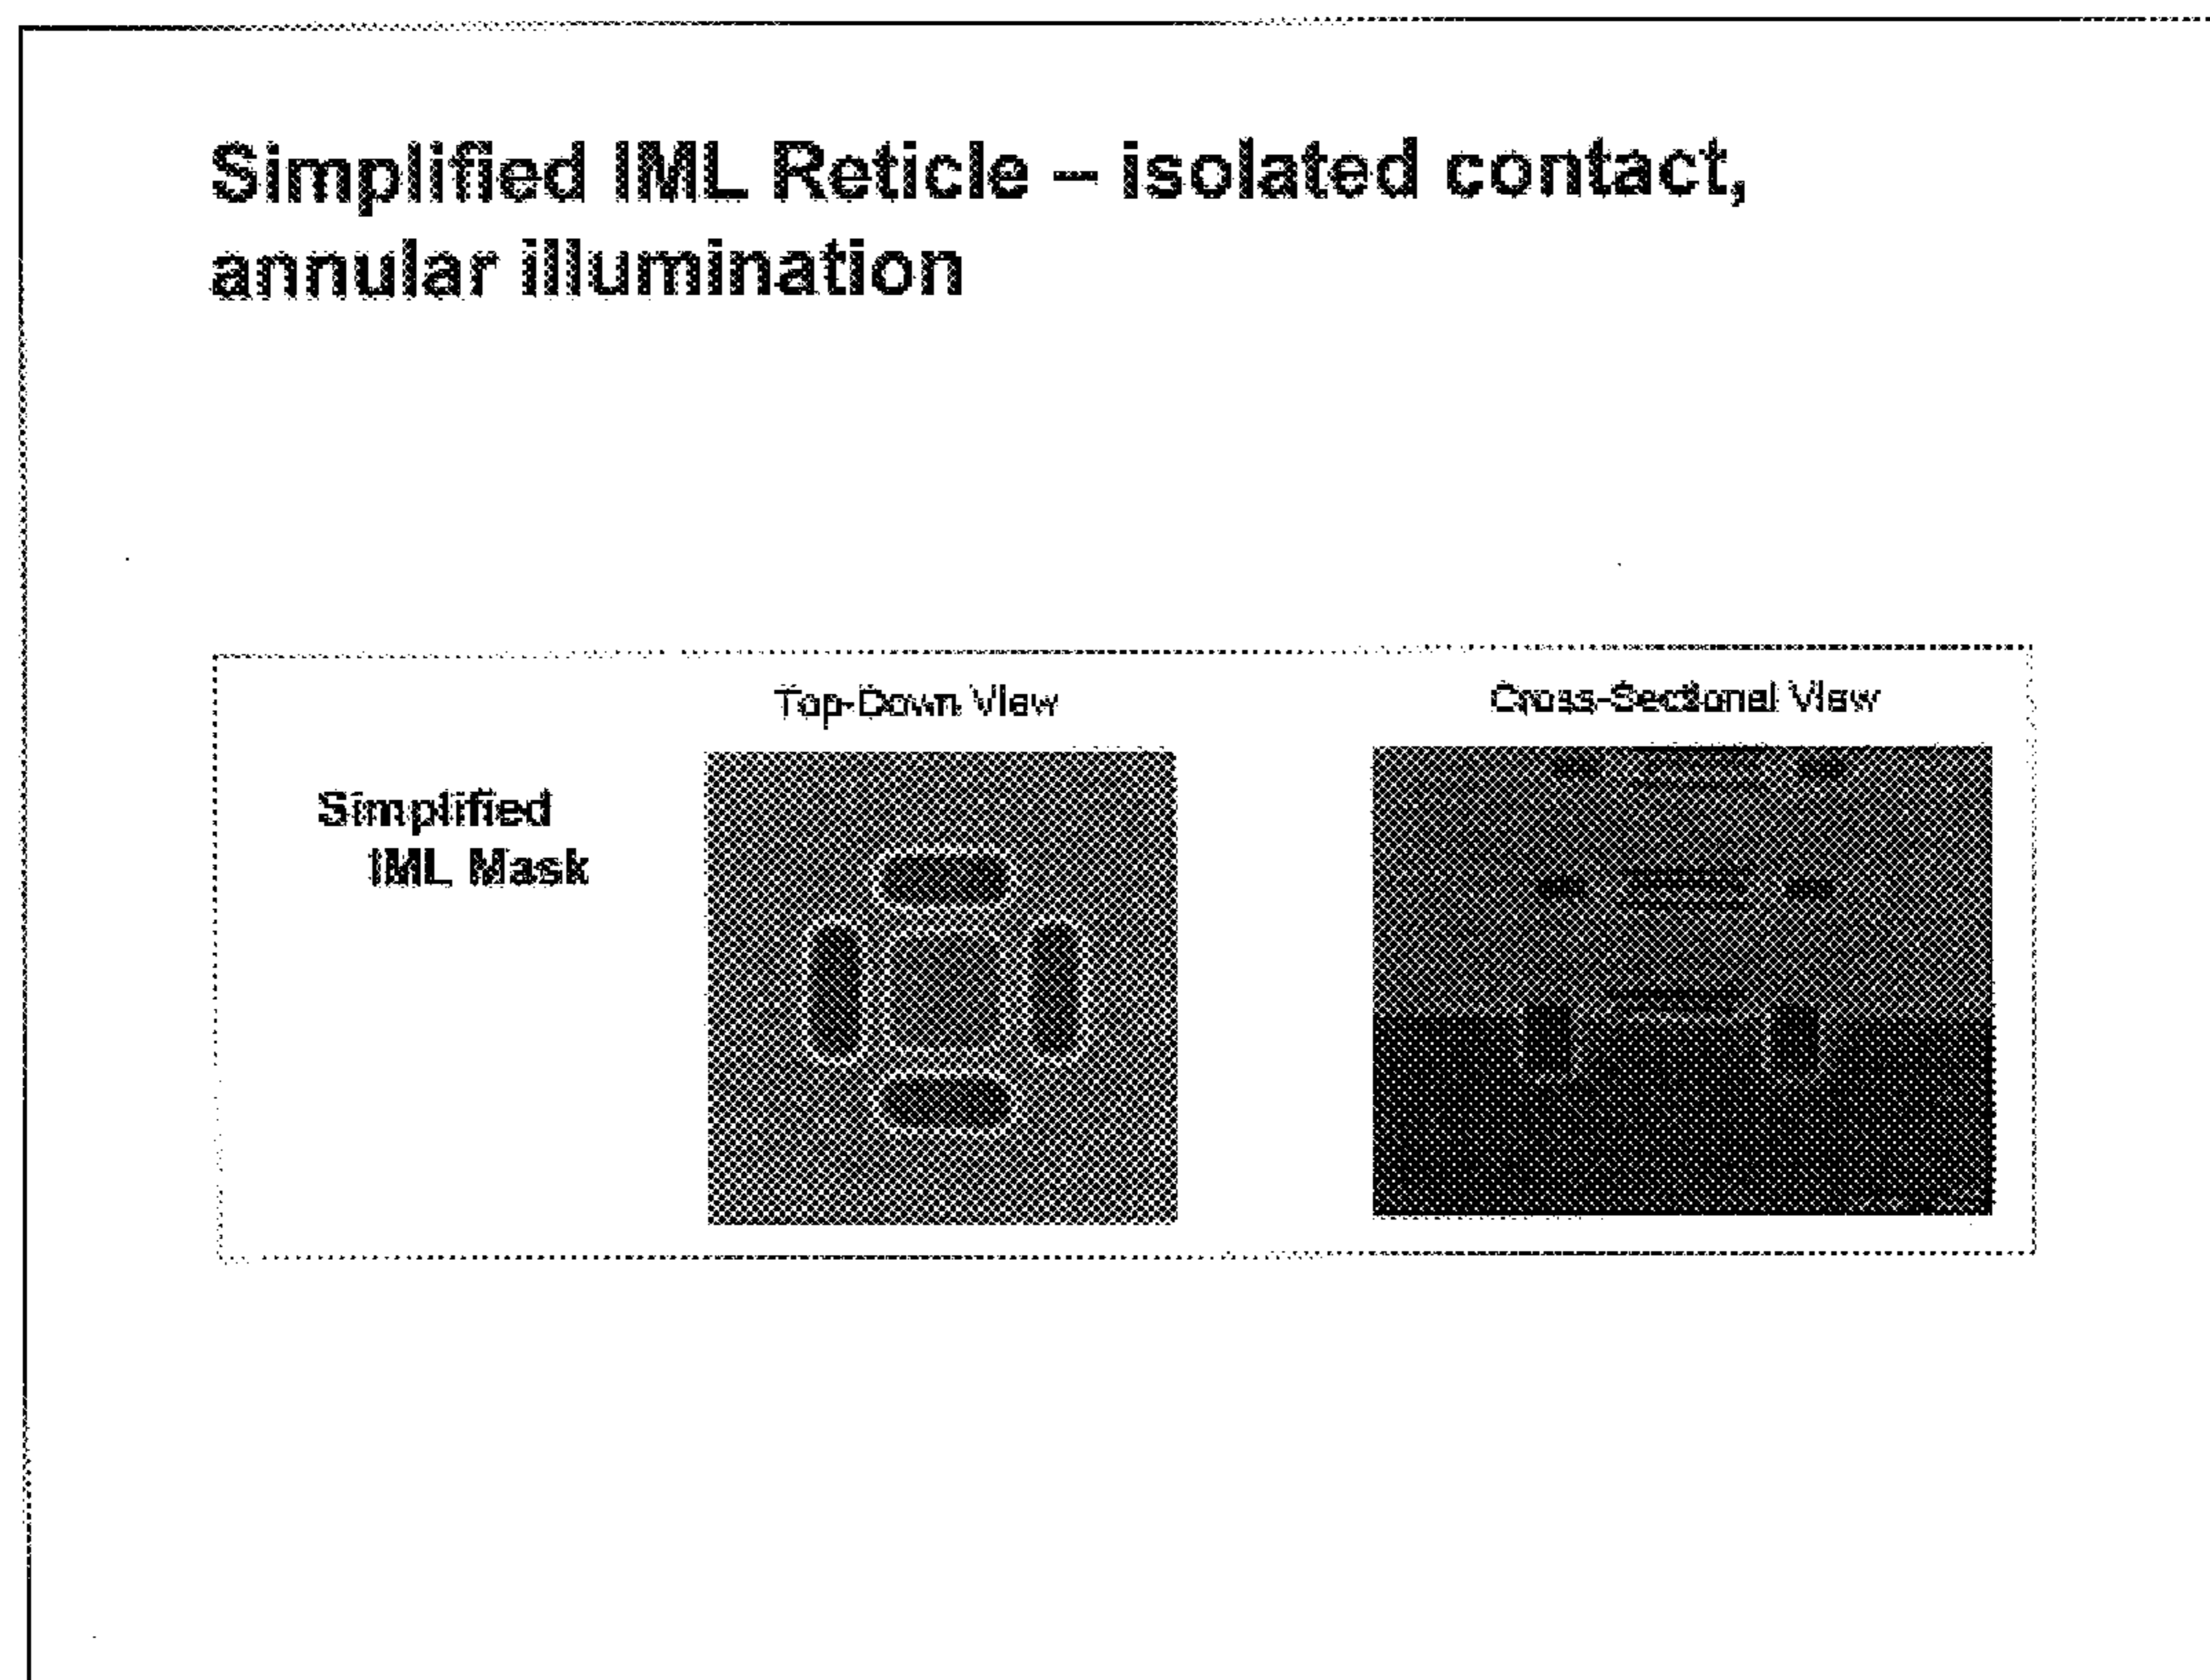 Simplified IML Reticle – isolated contact,
annular illumination
Top-Down View
Cross-Sectional View
Simplified
IML Mask